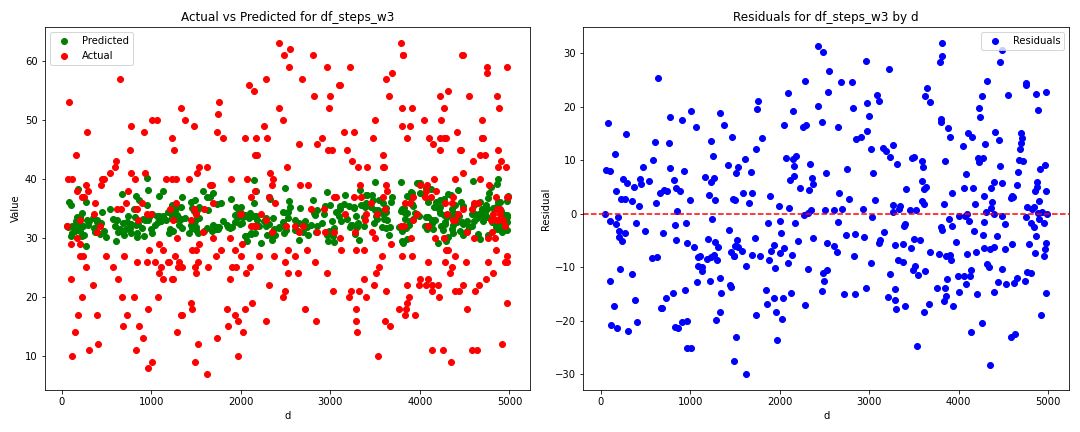 Actual vs Predicted for df_steps_w3
Predicted
Actual
60
50
40
30
20
10
Value
0
1000
2000
3000
4000
5000
d
Residuals for df_steps_w3 by d
Residuals
30
20
10
0
−10
−20
−30
Residual
0
1000
2000
3000
4000
5000
d